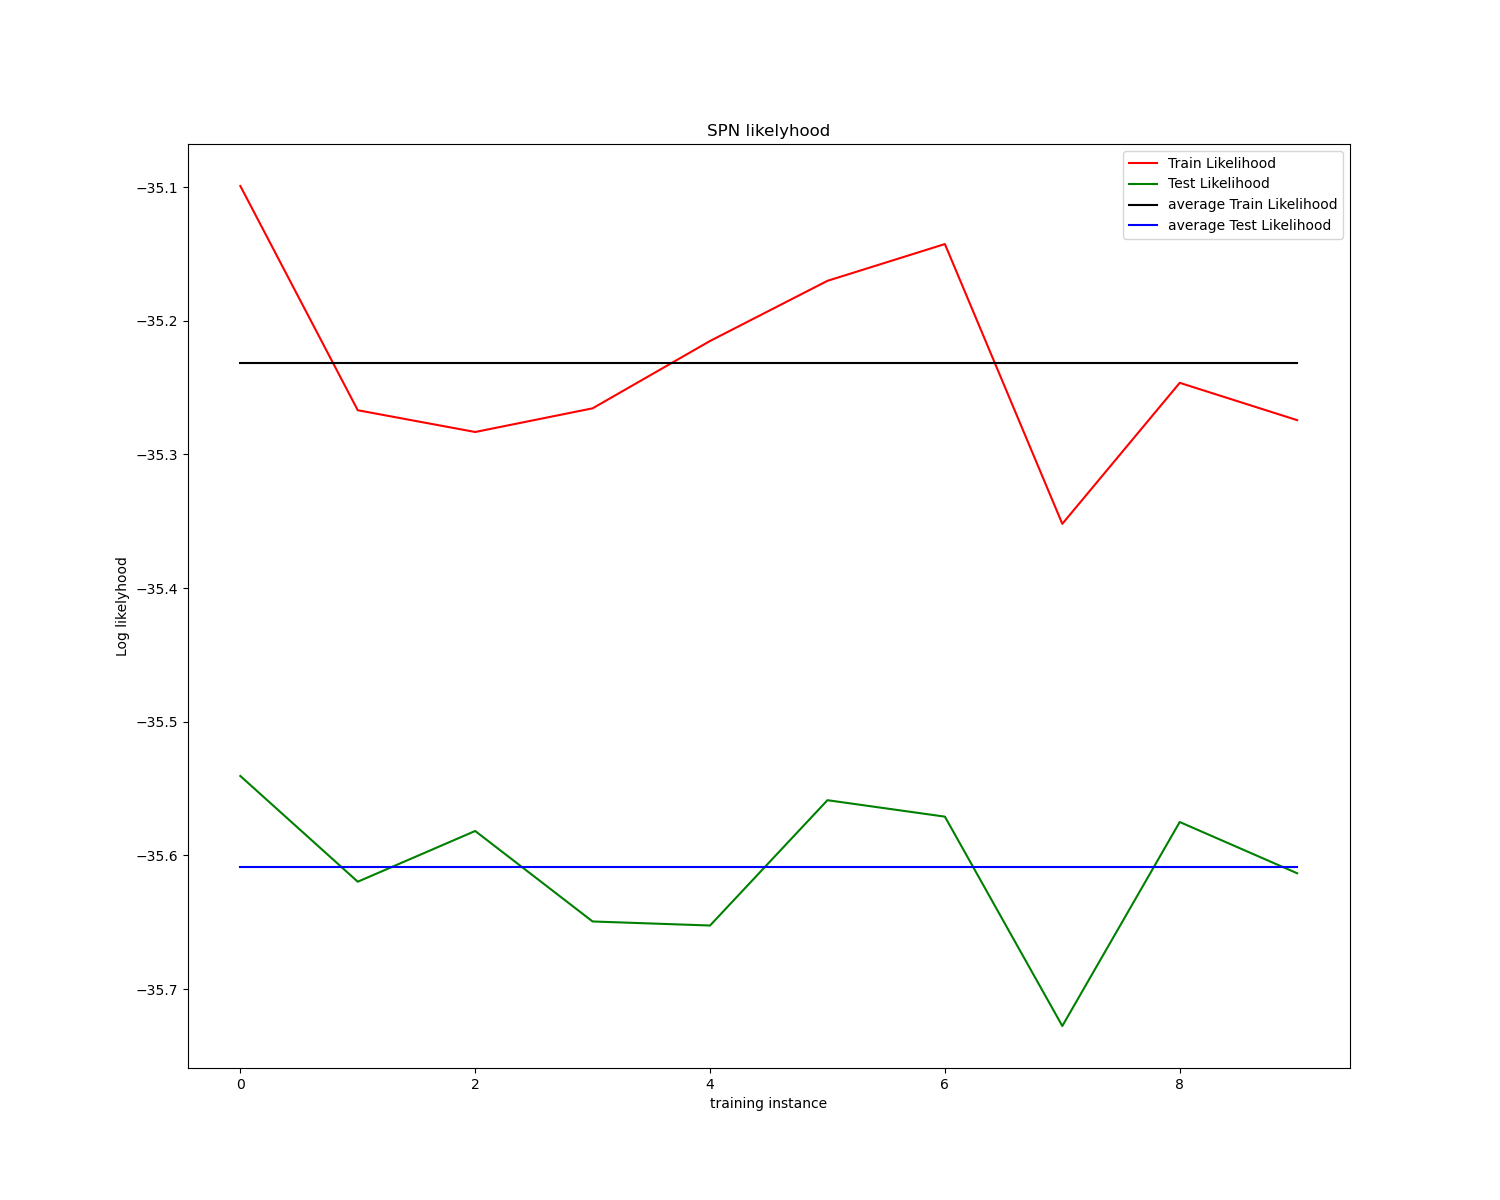 SPN likelyhood
Train Likelihood
Test Likelihood
average Train Likelihood
average Test Likelihood
−35.1
−35.2
−35.3
−35.4
−35.5
−35.6
−35.7
Log likelyhood
0 2 4 6 8
training instance